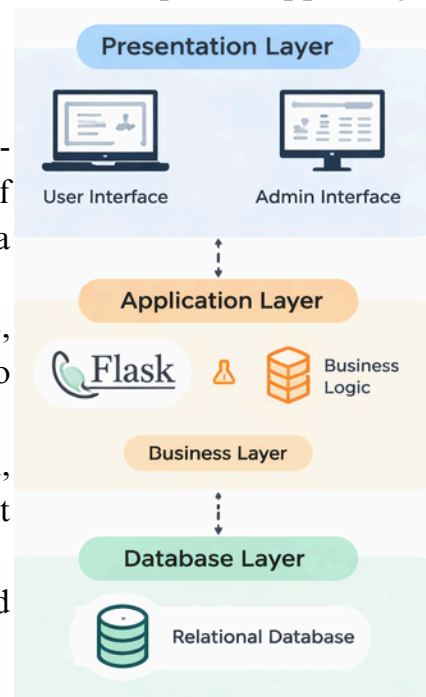 Presentation Layer
User Interface
Admin Interface
Application Layer
Flask
Business
Logic
Business Layer
Database Layer
Relational Database